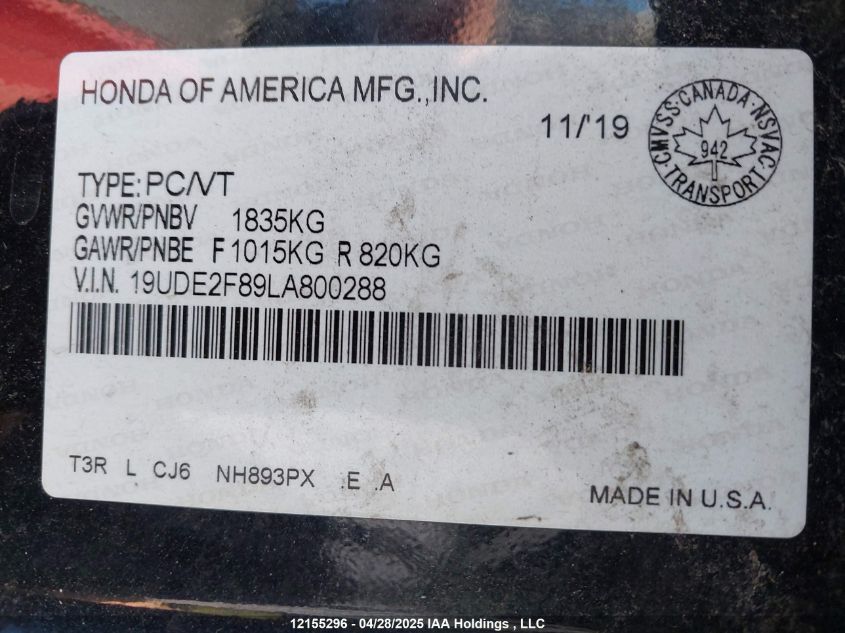 HONDA OF AMERICA MFG.,INC.
11/'19
CMVSS·CANADA·NSVAC·TRANSPORT·
942
TYPE: PC/VT
GVWR/PNBV 1835KG
GAWR/PNBE F 1015KG R 820KG
V.I.N. 19UDE2F89LA800288
T3R L CJ6 NH893PX .E .A
MADE IN U.S.A.
12155296 - 04/28/2025 IAA Holdings , LLC